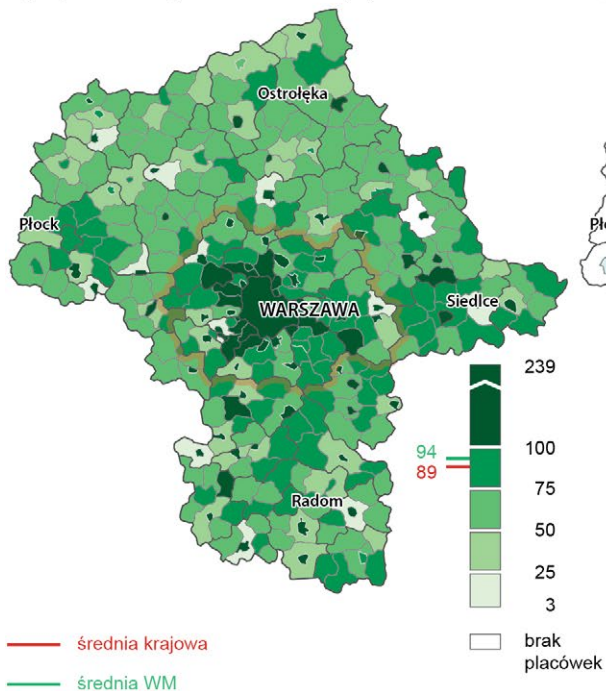 Ostrołęka
Płock
Pło
WARSZAWA
Siedlce
239
94
100
89
75
Radom
50
25
3
średnia krajowa
brak
placówek
średnia WM